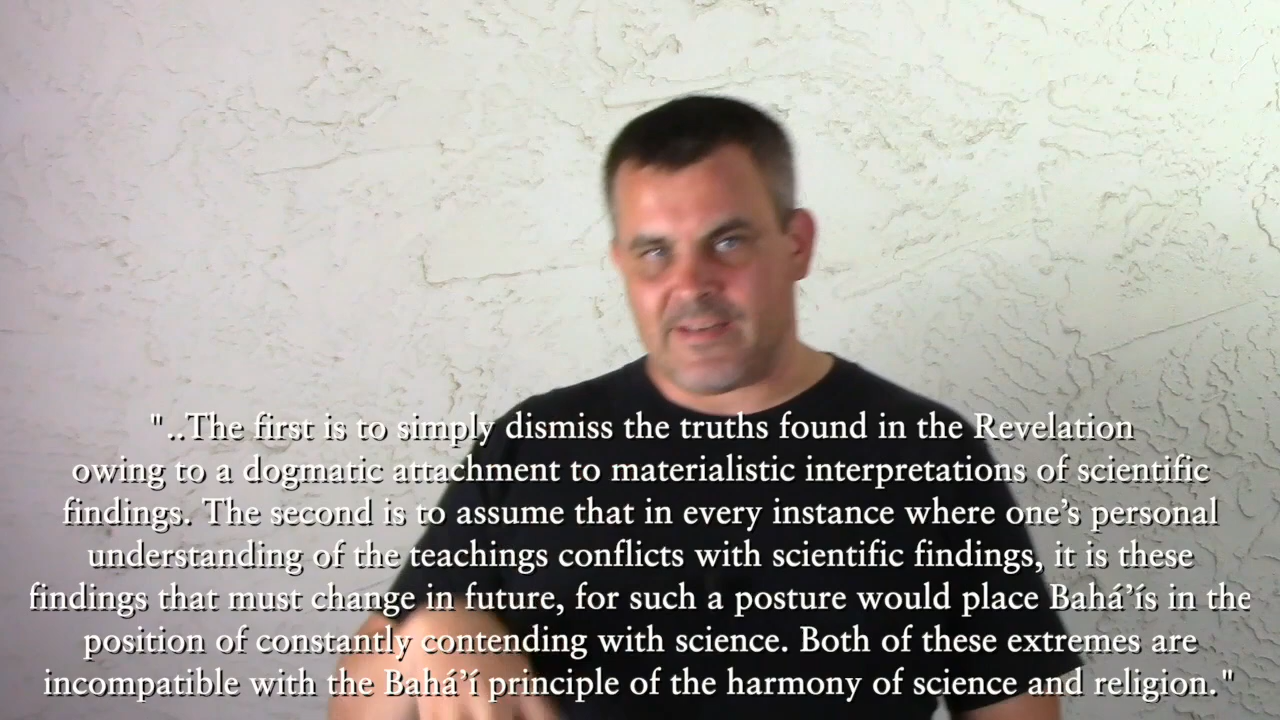 "..The first is to simply dismiss the truths found in the Revelation
owing to a dogmatic attachment to materialistic interpretations of scientific
findings. The second is to assume that in every instance where one’s personal
understanding of the teachings conflicts with scientific findings, it is these
findings that must change in future, for such a posture would place Bahá’ís in the
position of constantly contending with science. Both of these extremes are
incompatible with the Bahá’í principle of the harmony of science and religion."